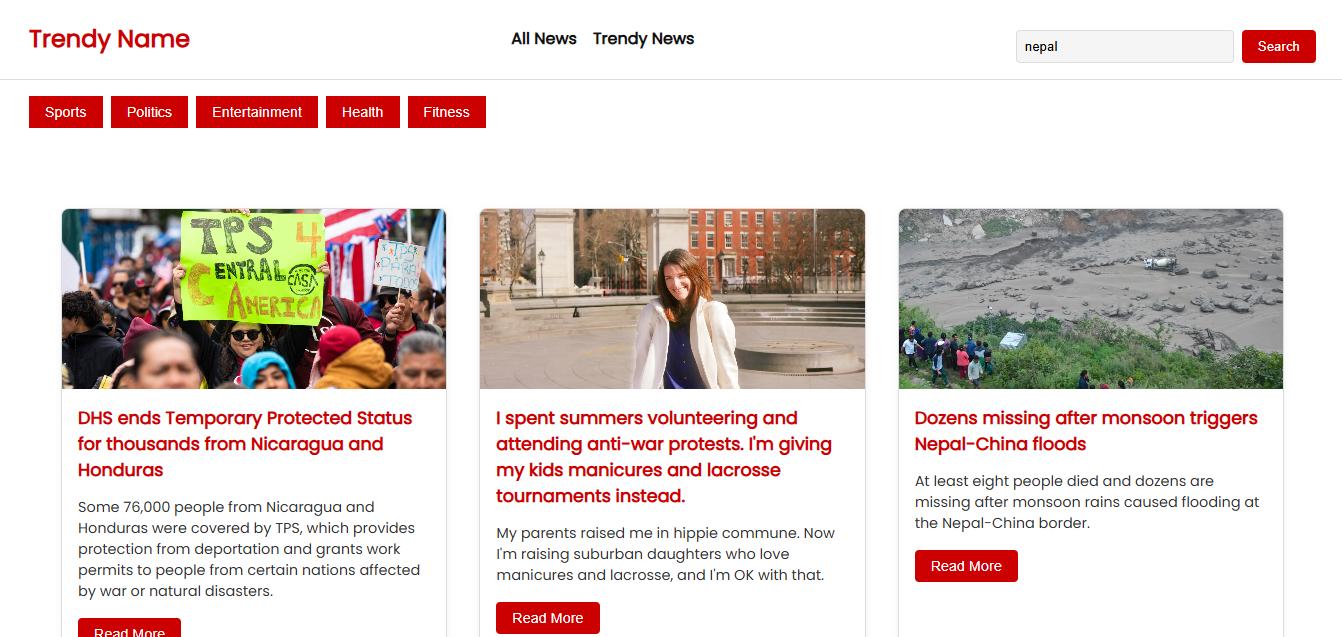 Trendy Name
All News
Trendy News
nepal
Search
Sports
Politics
Entertainment
Health
Fitness
TPS 4
CENTRAL
AMERICA
CASA
TPS
PARA
TODOS
DHS ends Temporary Protected Status
for thousands from Nicaragua and
Honduras
Some 76,000 people from Nicaragua and
Honduras were covered by TPS, which provides
protection from deportation and grants work
permits to people from certain nations affected
by war or natural disasters.
Read More
I spent summers volunteering and
attending anti-war protests. I'm giving
my kids manicures and lacrosse
tournaments instead.
My parents raised me in hippie commune. Now
I'm raising suburban daughters who love
manicures and lacrosse, and I'm OK with that.
Read More
Dozens missing after monsoon triggers
Nepal-China floods
At least eight people died and dozens are
missing after monsoon rains caused flooding at
the Nepal-China border.
Read More